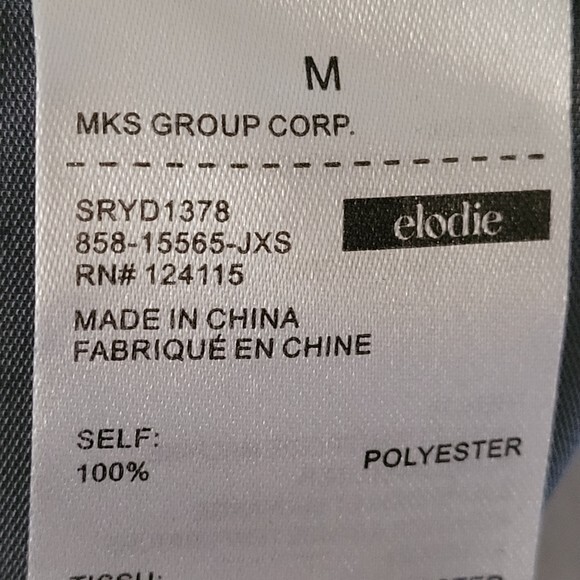 M
MKS GROUP CORP.
SRYD1378
858-15565-JXS
elodie
RN# 124115
MADE IN CHINA
FABRIQUÉ EN CHINE
SELF:
100% POLYESTER